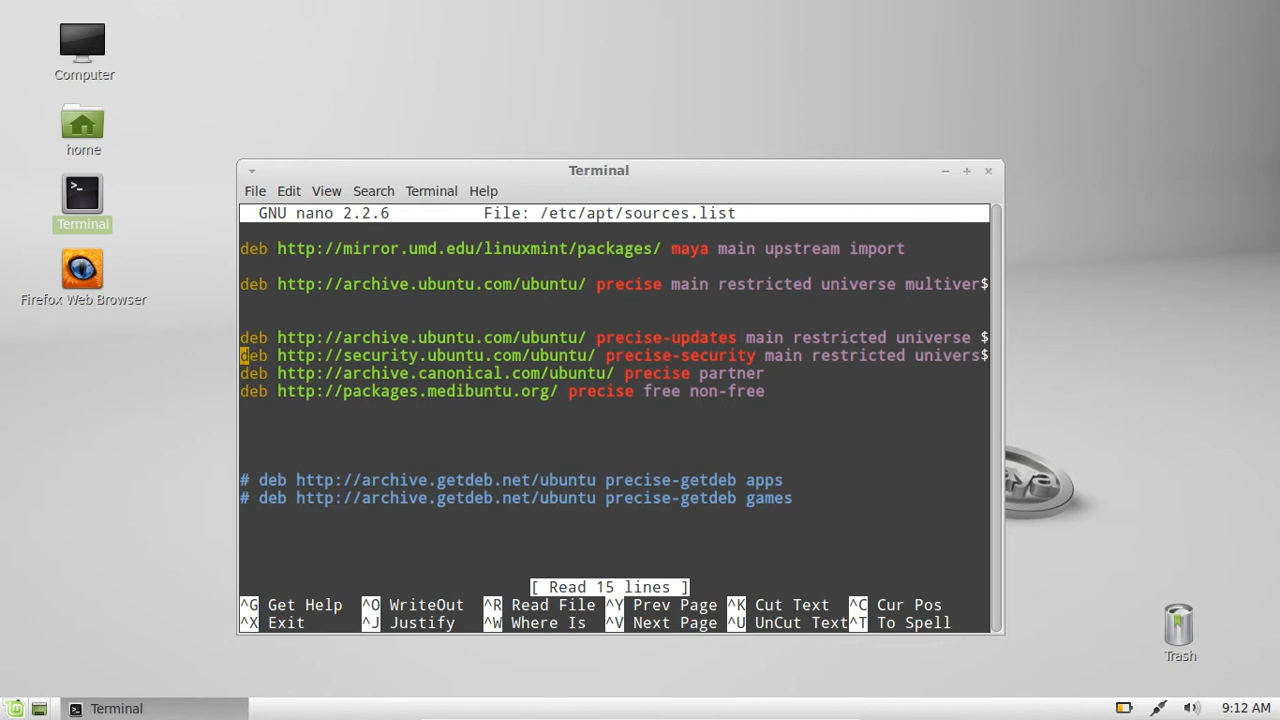 Computer
home
Terminal
Firefox Web Browser
Terminal
File Edit View Search Terminal Help
GNU nano 2.2.6 File: /etc/apt/sources.list
deb http://mirror.umd.edu/linuxmint/packages/ maya main upstream import
deb http://archive.ubuntu.com/ubuntu/ precise main restricted universe multiver$
deb http://archive.ubuntu.com/ubuntu/ precise-updates main restricted universe $
deb http://security.ubuntu.com/ubuntu/ precise-security main restricted univers$
deb http://archive.canonical.com/ubuntu/ precise partner
deb http://packages.medibuntu.org/ precise free non-free
# deb http://archive.getdeb.net/ubuntu precise-getdeb apps
# deb http://archive.getdeb.net/ubuntu precise-getdeb games
[ Read 15 lines ]
^G Get Help ^O WriteOut ^R Read File ^Y Prev Page ^K Cut Text ^C Cur Pos
^X Exit ^J Justify ^W Where Is ^V Next Page ^U UnCut Text ^T To Spell
Trash
Terminal
9:12 AM